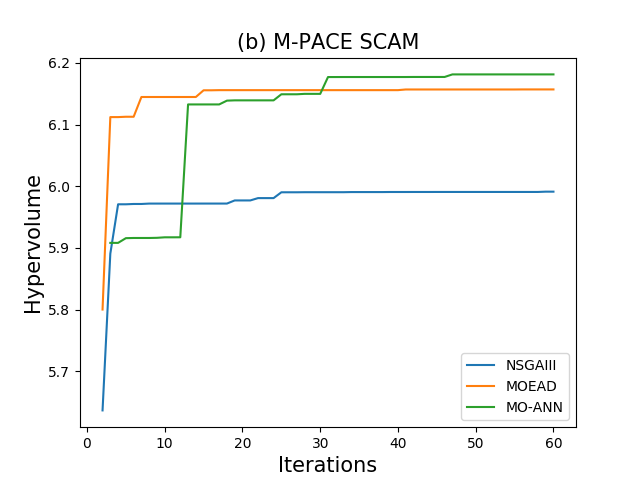 (b) M-PACE SCAM
Hypervolume
6.2
6.1
6.0
5.9
5.8
5.7
0 10 20 30 40 50 60
Iterations
NSGAIII
MOEAD
MO-ANN